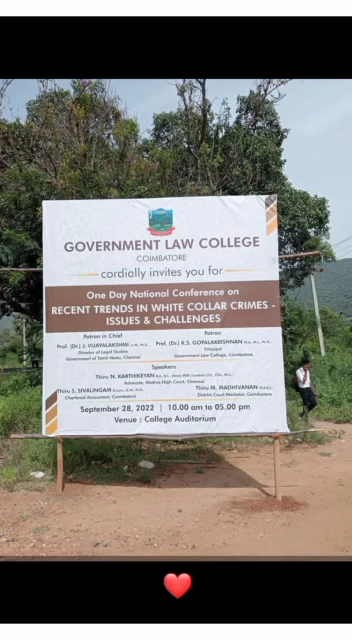 GOVERNMENT LAW COLLEGE
COIMBATORE
cordially invites you for
One Day National Conference on
RECENT TRENDS IN WHITE COLLAR CRIMES -
ISSUES & CHALLENGES
Patron in Chief
Patron
Prof. (Dr.) J. VIJAYALAKSHMI
Prof. (Dr.) K.S. GOPALAKRISHNAN
Director of Legal Studies
Principal
Government of Tamil Nadu, Chennai
Government Law College, Coimbatore
Speakers
Thiru N. KARTHIKEYAN
Advocate, Madras High Court, Chennai
Thiru S. SIVALINGAM
Thiru M. MADHIVANAN
Chartered Accountant, Coimbatore
District Court Mediator, Coimbatore
September 28, 2022 | 10.00 am to 05.00 pm
Venue : College Auditorium